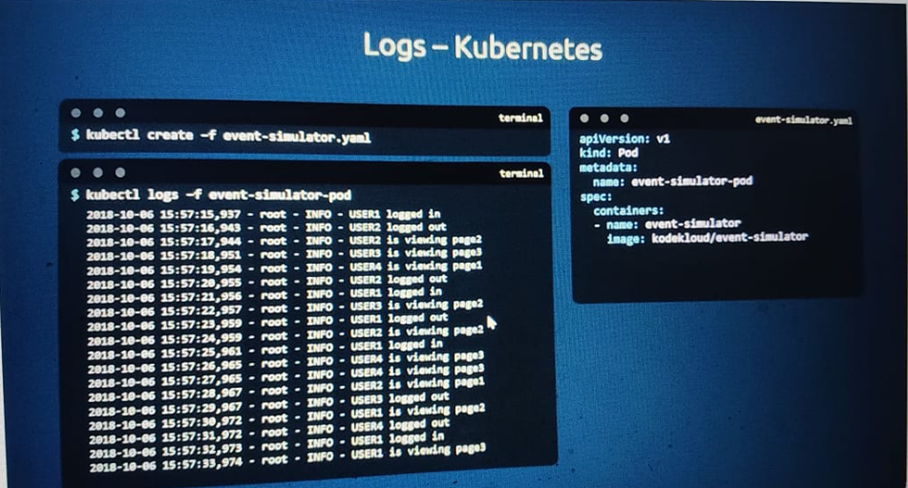 Logs – Kubernetes
terminal
$ kubectl create -f event-simulator.yaml
terminal
$ kubectl logs -f event-simulator-pod
2018-10-06 15:57:15,937 - root - INFO - USER1 logged in
2018-10-06 15:57:16,943 - root - INFO - USER2 logged out
2018-10-06 15:57:17,944 - root - INFO - USER2 is viewing page2
2018-10-06 15:57:18,951 - root - INFO - USER3 is viewing page3
2018-10-06 15:57:19,954 - root - INFO - USER4 is viewing page1
2018-10-06 15:57:20,955 - root - INFO - USER2 logged out
2018-10-06 15:57:21,956 - root - INFO - USER1 logged in
2018-10-06 15:57:22,957 - root - INFO - USER3 is viewing page2
2018-10-06 15:57:23,959 - root - INFO - USER1 logged out
2018-10-06 15:57:24,959 - root - INFO - USER2 is viewing page2
2018-10-06 15:57:25,961 - root - INFO - USER1 logged in
2018-10-06 15:57:26,965 - root - INFO - USER4 is viewing page3
2018-10-06 15:57:27,965 - root - INFO - USER4 is viewing page3
2018-10-06 15:57:28,967 - root - INFO - USER2 is viewing page1
2018-10-06 15:57:29,967 - root - INFO - USER3 logged out
2018-10-06 15:57:30,972 - root - INFO - USER1 is viewing page2
2018-10-06 15:57:31,972 - root - INFO - USER4 logged out
2018-10-06 15:57:32,973 - root - INFO - USER1 logged in
2018-10-06 15:57:33,974 - root - INFO - USER1 is viewing page3
event-simulator.yaml
apiVersion: v1
kind: Pod
metadata:
name: event-simulator-pod
spec:
containers:
- name: event-simulator
image: kodekloud/event-simulator